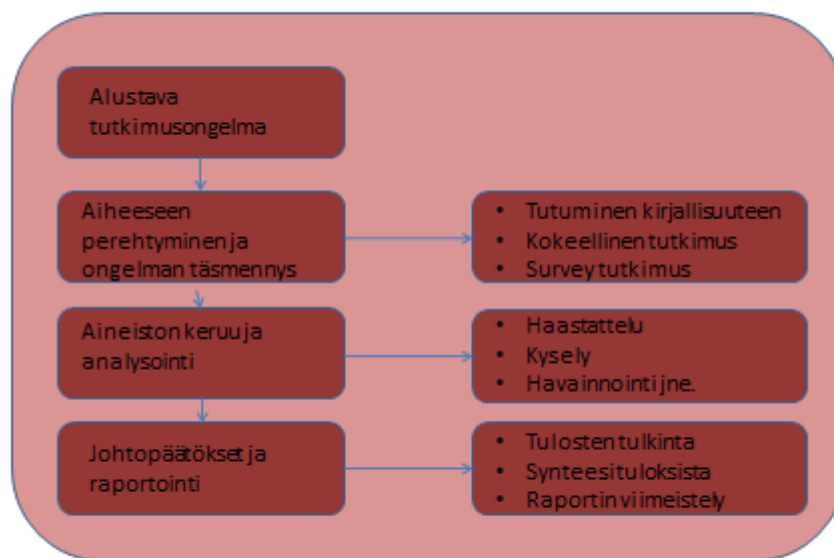 Alustava
tutkimusongelma
Aiheeseen
perehtyminen ja
ongelman täsmennys
• Tutuminen kirjallisuuteen
• Kokeellinen tutkimus
• Survey tutkimus
Aineiston keruu ja
analysointi
• Haastattelu
• Kysely
• Havainnointi jne.
Johtopäätökset ja
raportointi
• Tulosten tulkinta
• Synteesi tuloksista
• Raportin viimeistely